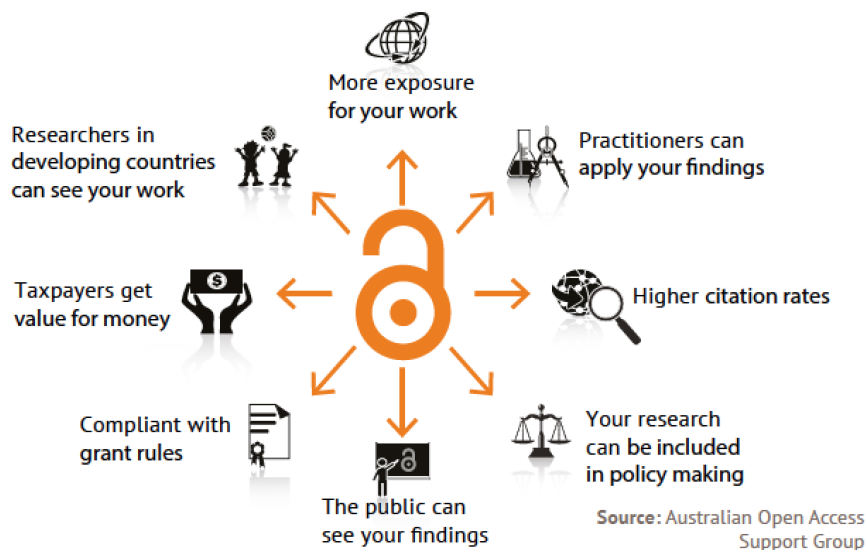 More exposure
for your work
Practitioners can
apply your findings
Higher citation rates
Your research
can be included
in policy making
The public can
see your findings
Compliant with
grant rules
Taxpayers get
value for money
$
Researchers in
developing countries
can see your work
Source: Australian Open Access
Support Group